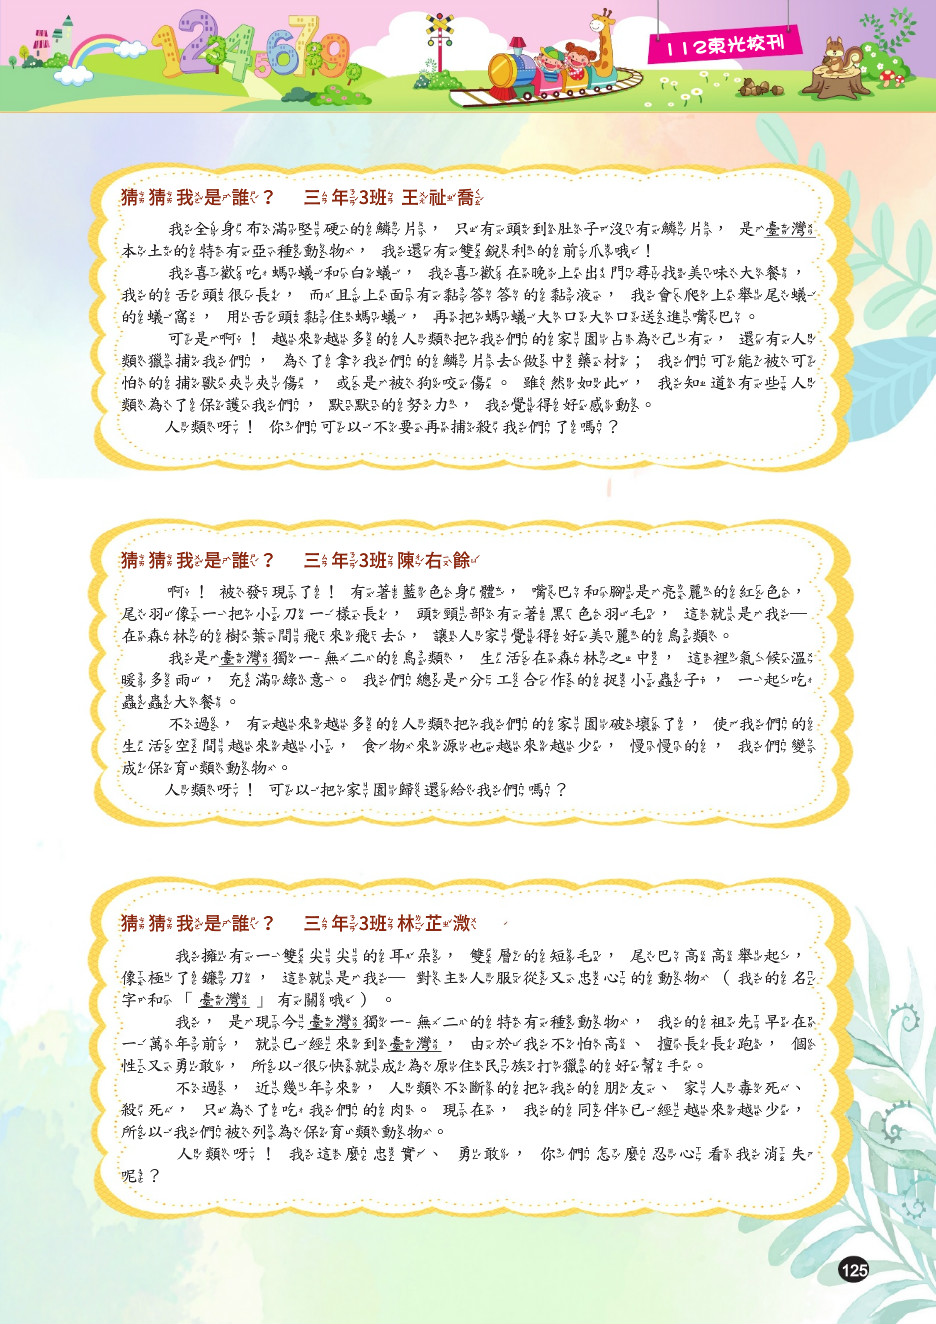 112東光校刊
猜猜我是誰？ 三年3班 王祉喬
我全身布滿堅硬的鱗片，只有頭到肚子沒有鱗片，是臺灣
本土的特有亞種動物，我還有雙銳利的前爪哦！
我喜歡吃螞蟻和白蟻，我喜歡在晚上出門尋找美味大餐，
我的舌頭很長，而且上面有黏答答的黏液，我會爬上舉尾蟻
的蟻窩，用舌頭黏住螞蟻，再把螞蟻大口大口送進嘴巴。
可是啊！越來越多的人類把我們的家園占為己有，還有人
類獵捕我們，為了拿我們的鱗片去做中藥材；我們可能被可
怕的捕獸夾夾傷，或是被狗咬傷。雖然如此，我知道有些人
類為了保護我們，默默的努力，我覺得好感動。
人類呀！你們可以不要再捕殺我們了嗎？
猜猜我是誰？ 三年3班陳右餘
啊！被發現了！有著藍色身體，嘴巴和腳是亮麗的紅色，
尾羽像一把小刀一樣長，頭頸部有著黑色羽毛，這就是我—
在森林的樹葉間飛來飛去，讓人家覺得好美麗的鳥類。
我是臺灣獨一無二的鳥類，生活在森林之中，這裡氣候溫
暖多雨，充滿綠意。我們總是分工合作的捉小蟲子，一起吃
蟲蟲大餐。
不過，有越來越多的人類把我們的家園破壞了，使我們的
生活空間越來越小，食物來源也越來越少，慢慢的，我們變
成保育類動物。
人類呀！可以把家園歸還給我們嗎？
猜猜我是誰？ 三年3班林芷溦
我擁有一雙尖尖的耳朵，雙層的短毛，尾巴高高舉起，
像極了鐮刀，這就是我—對主人服從又忠心的動物（我的名
字和「臺灣」有關哦）。
我，是現今臺灣獨一無二的特有種動物，我的祖先早在
一萬年前，就已經來到臺灣，由於我不怕高、擅長長跑，個
性又勇敢，所以很快就成為原住民族打獵的好幫手。
不過，近幾年來，人類不斷的把我的朋友、家人毒死、
殺死，只為了吃我們的肉。現在，我的同伴已經越來越少，
所以我們被列為保育類動物。
人類呀！我這麼忠實、勇敢，你們怎麼忍心看我消失
呢？
125